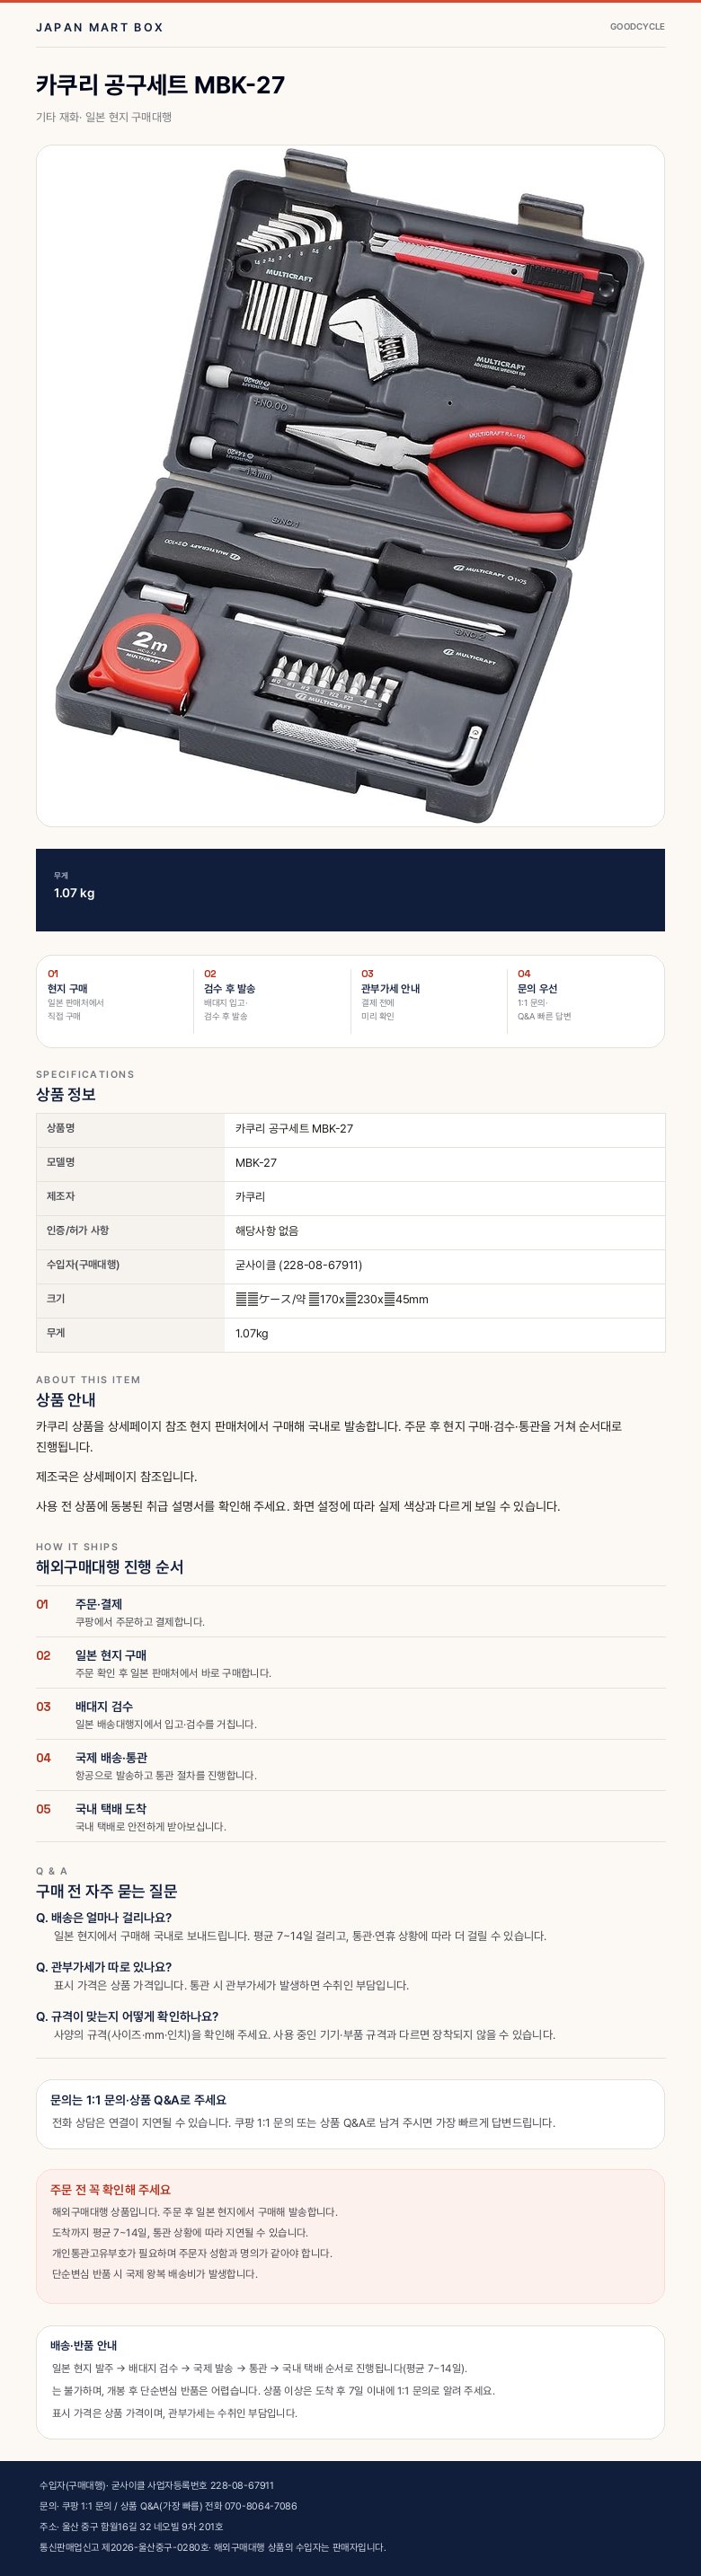 JAPAN MART BOX
GOODCYCLE
카쿠리 공구세트 MBK-27
기타 재화· 일본 현지 구매대행
MULTICRAFT
MULTICRAFT
ADJUSTABLE WRENCH
MULTICRAFT RA-150
MULTICRAFT
MULTICRAFT
2m
MULTICRAFT
MULTICRAFT
무게
1.07 kg
01
현지 구매
일본 판매처에서
직접 구매
02
검수 후 발송
배대지 입고·
검수 후 발송
03
관부가세 안내
결제 전에
미리 확인
04
문의 우선
1:1 문의·
Q&A 빠른 답변
SPECIFICATIONS
상품 정보
상품명 카쿠리 공구세트 MBK-27
모델명 MBK-27
제조자 카쿠리
인증/허가 사항 해당사항 없음
수입자(구매대행) 굳사이클 (228-08-67911)
크기 ケース/약 170x230x45mm
무게 1.07kg
ABOUT THIS ITEM
상품 안내
카쿠리 상품을 상세페이지 참조 현지 판매처에서 구매해 국내로 발송합니다. 주문 후 현지 구매·검수·통관을 거쳐 순서대로
진행됩니다.
제조국은 상세페이지 참조입니다.
사용 전 상품에 동봉된 취급 설명서를 확인해 주세요. 화면 설정에 따라 실제 색상과 다르게 보일 수 있습니다.
HOW IT SHIPS
해외구매대행 진행 순서
01 주문·결제
쿠팡에서 주문하고 결제합니다.
02 일본 현지 구매
주문 확인 후 일본 판매처에서 바로 구매합니다.
03 배대지 검수
일본 배송대행지에서 입고·검수를 거칩니다.
04 국제 배송·통관
항공으로 발송하고 통관 절차를 진행합니다.
05 국내 택배 도착
국내 택배로 안전하게 받아보십니다.
Q & A
구매 전 자주 묻는 질문
Q. 배송은 얼마나 걸리나요?
일본 현지에서 구매해 국내로 보내드립니다. 평균 7~14일 걸리고, 통관·연휴 상황에 따라 더 걸릴 수 있습니다.
Q. 관부가세가 따로 있나요?
표시 가격은 상품 가격입니다. 통관 시 관부가세가 발생하면 수취인 부담입니다.
Q. 규격이 맞는지 어떻게 확인하나요?
사양의 규격(사이즈·mm·인치)을 확인해 주세요. 사용 중인 기기·부품 규격과 다르면 장착되지 않을 수 있습니다.
문의는 1:1 문의·상품 Q&A로 주세요
전화 상담은 연결이 지연될 수 있습니다. 쿠팡 1:1 문의 또는 상품 Q&A로 남겨 주시면 가장 빠르게 답변드립니다.
주문 전 꼭 확인해 주세요
해외구매대행 상품입니다. 주문 후 일본 현지에서 구매해 발송합니다.
도착까지 평균 7~14일, 통관 상황에 따라 지연될 수 있습니다.
개인통관고유부호가 필요하며 주문자 성함과 명의가 같아야 합니다.
단순변심 반품 시 국제 왕복 배송비가 발생합니다.
배송·반품 안내
일본 현지 발주 → 배대지 검수 → 국제 발송 → 통관 → 국내 택배 순서로 진행됩니다(평균 7~14일).
는 불가하며, 개봉 후 단순변심 반품은 어렵습니다. 상품 이상은 도착 후 7일 이내에 1:1 문의로 알려 주세요.
표시 가격은 상품 가격이며, 관부가세는 수취인 부담입니다.
수입자(구매대행)· 굳사이클 사업자등록번호 228-08-67911
문의· 쿠팡 1:1 문의 / 상품 Q&A(가장 빠름) 전화 070-8064-7086
주소· 울산 중구 함월16길 32 네오빌 9차 201호
통신판매업신고 제2026-울산중구-0280호· 해외구매대행 상품의 수입자는 판매자입니다.